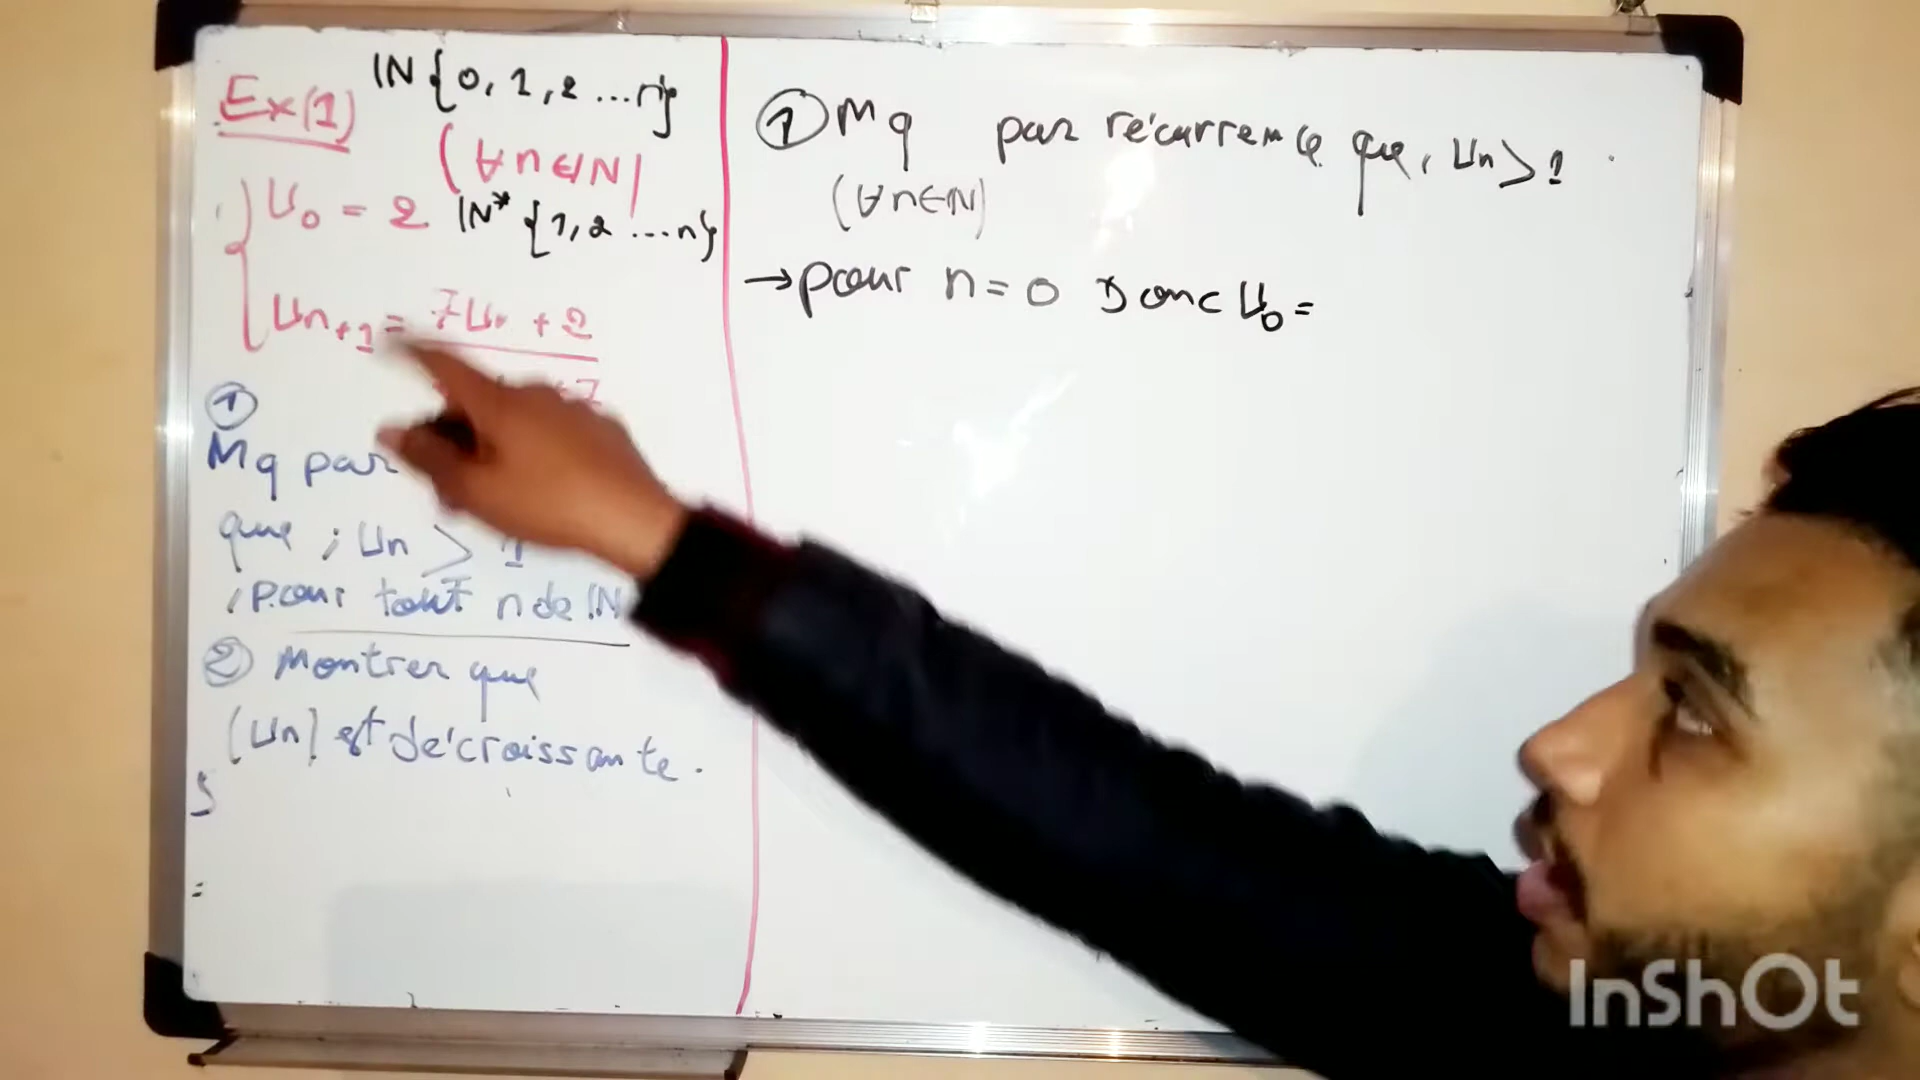 Ex(1) IN{0, 1, 2 ...n}
(∀n∈IN)
U₀ = 2 IN* {1, 2 ...n}
Uₙ₊₁ = 7Uₙ + 2
+7
①
Mq par
que ; Uₙ > 1
, pour tout n de IN
② Montrer que
(Uₙ) est décroissante.
=
① Mq par récurrence que, Uₙ > 1 .
(∀n∈IN)
→ pour n = 0 Donc U₀ =
InShOt